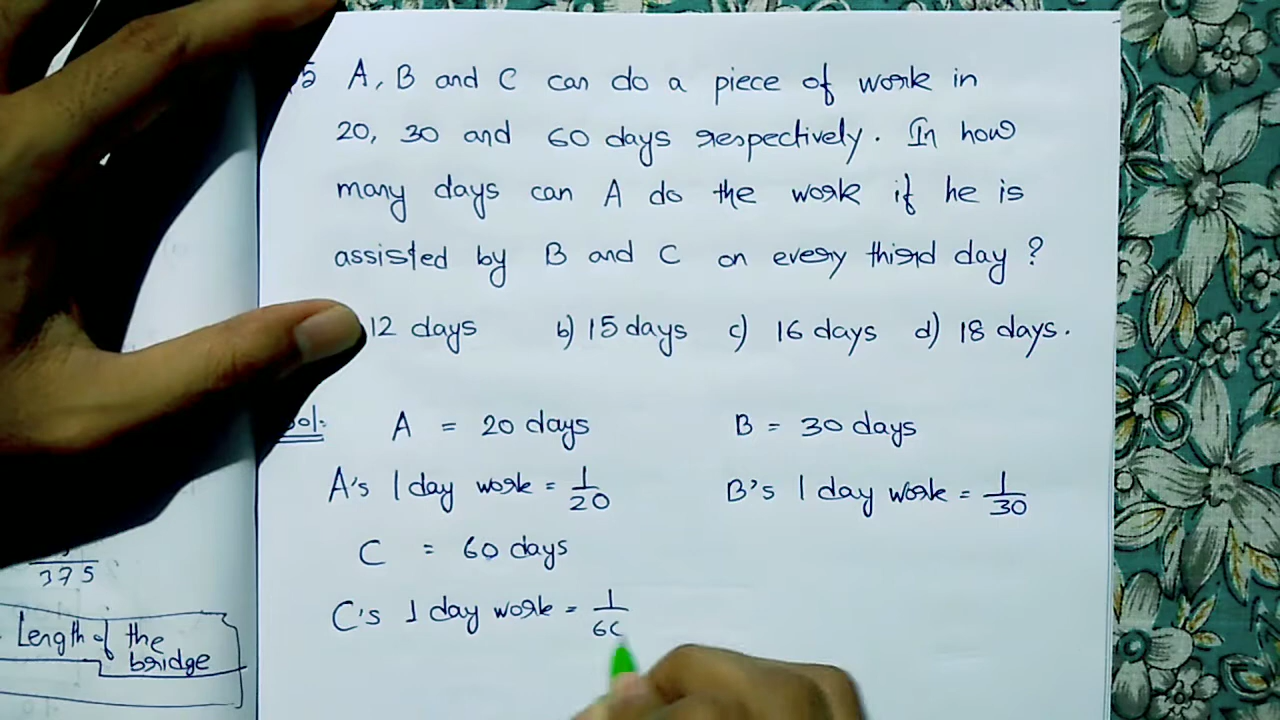 5 A, B and C can do a piece of work in
20, 30 and 60 days respectively. In how
many days can A do the work if he is
assisted by B and C on every third day?
12 days b) 15 days c) 16 days d) 18 days.
Sol:
A = 20 days B = 30 days
A's 1 day work = 1/20 B's 1 day work = 1/30
C = 60 days
C's 1 day work = 1/60
375
Length of the
bridge